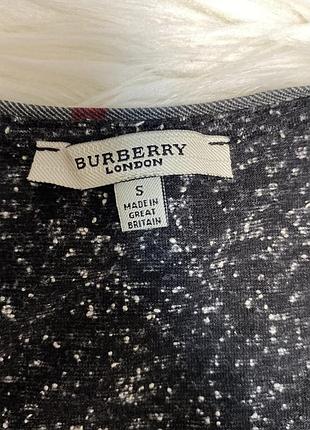 BURBERRY
LONDON
S
MADE IN
GREAT
BRITAIN